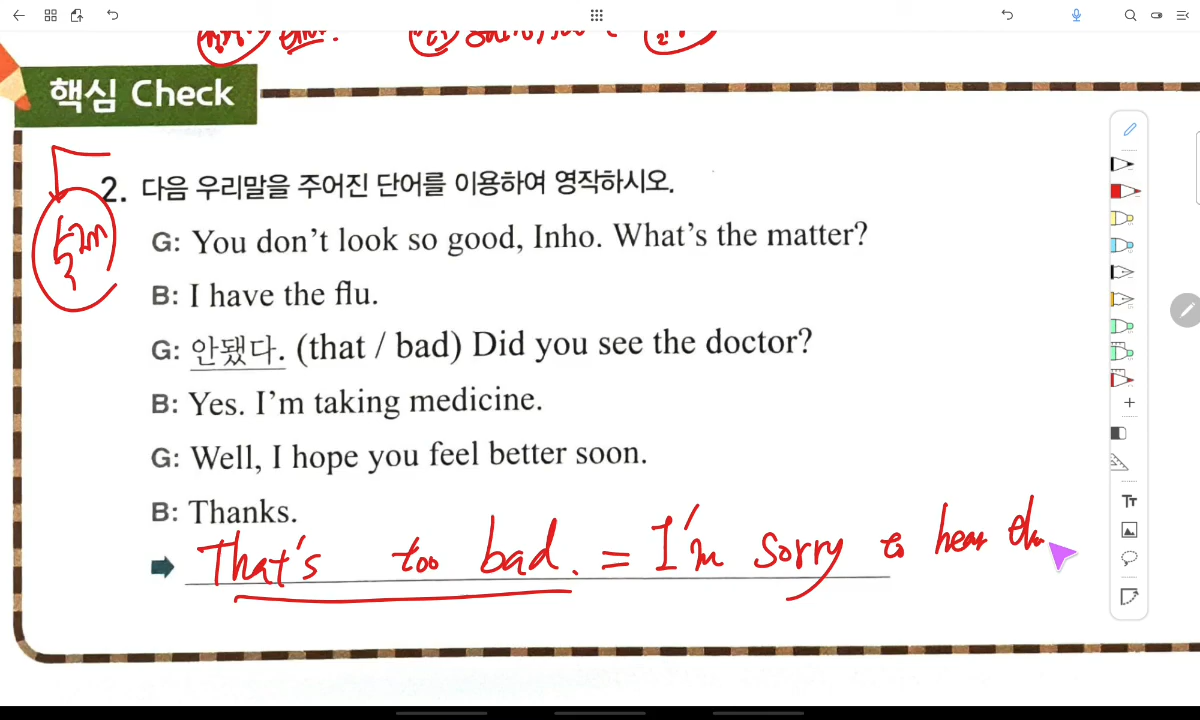 핵심 Check
2. 다음 우리말을 주어진 단어를 이용하여 영작하시오.
G: You don't look so good, Inho. What's the matter?
B: I have the flu.
G: 안됐다. (that / bad) Did you see the doctor?
B: Yes. I'm taking medicine.
G: Well, I hope you feel better soon.
B: Thanks.
That's too bad. = I'm sorry to hear
Tт